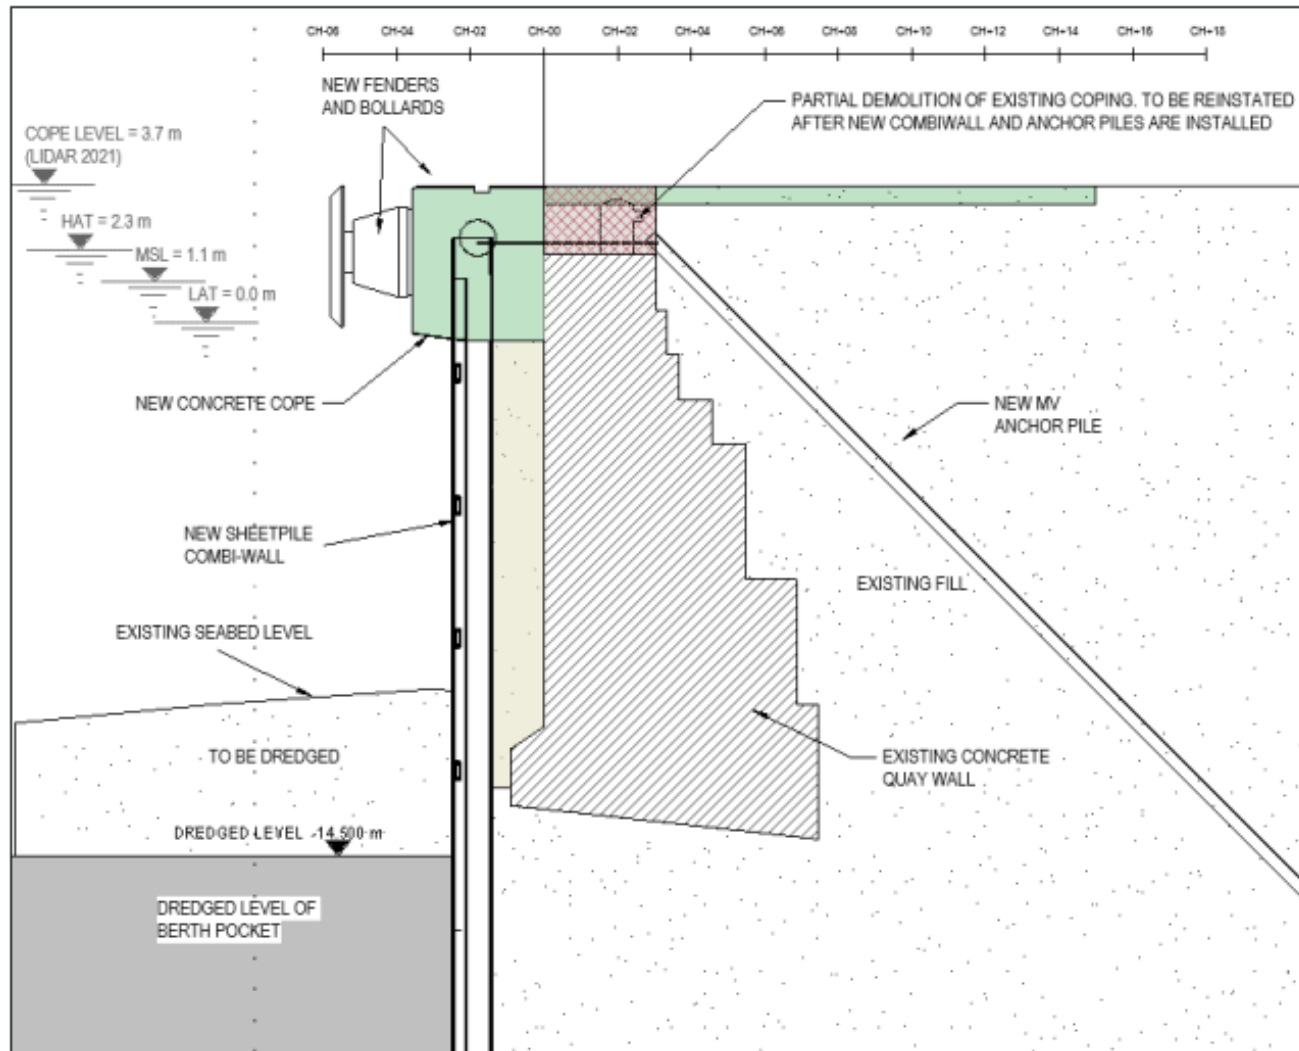 CH-06 CH-04 CH-02 CH-00 CH+02 CH+04 CH+06 CH+08 CH+10 CH+12 CH+14 CH+16 CH+18
NEW FENDERS
AND BOLLARDS
PARTIAL DEMOLITION OF EXISTING COPING. TO BE REINSTATED
AFTER NEW COMBIWALL AND ANCHOR PILES ARE INSTALLED
COPE LEVEL = 3.7 m
(LIDAR 2021)
HAT = 2.3 m
MSL = 1.1 m
LAT = 0.0 m
NEW CONCRETE COPE
NEW MV
ANCHOR PILE
NEW SHEETPILE
COMBI-WALL
EXISTING FILL
EXISTING SEABED LEVEL
TO BE DREDGED
EXISTING CONCRETE
QUAY WALL
DREDGED LEVEL -14.500 m
DREDGED LEVEL OF
BERTH POCKET